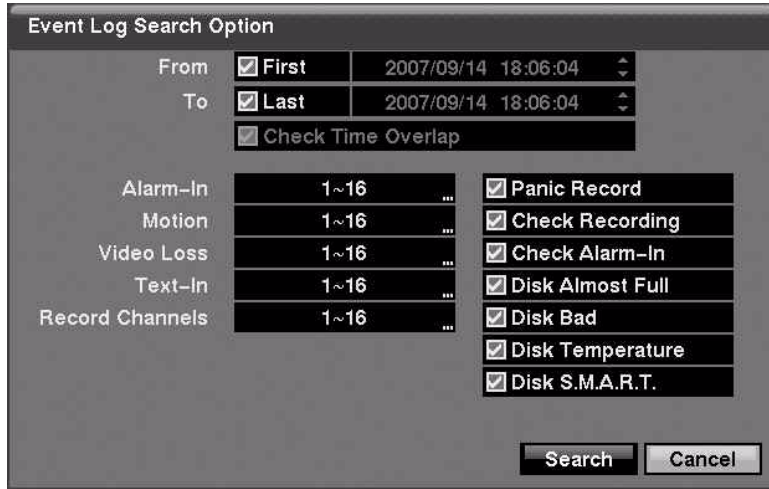 Event Log Search Option
From First 2007/09/14 18:06:04
To Last 2007/09/14 18:06:04
Check Time Overlap
Alarm-In 1~16 ... Panic Record
Motion 1~16 ... Check Recording
Video Loss 1~16 ... Check Alarm-In
Text-In 1~16 ... Disk Almost Full
Record Channels 1~16 ... Disk Bad
Disk Temperature
Disk S.M.A.R.T.
Search Cancel